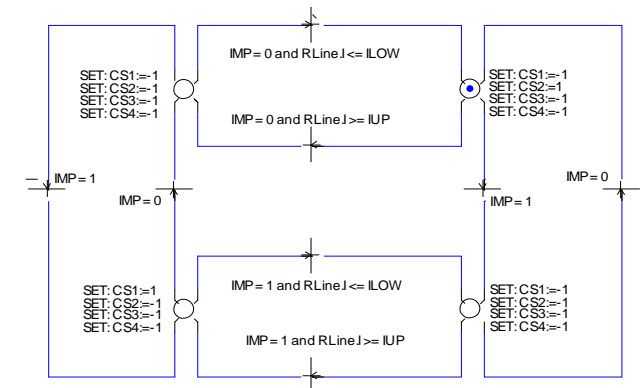 IMP = 0 and RLine.I <= ILOW
SET: CS1:=-1
SET: CS2:=-1
SET: CS3:=-1
SET: CS4:=-1
SET: CS1:=-1
SET: CS2:=1
SET: CS3:=-1
SET: CS4:=-1
IMP = 0 and RLine.I >= IUP
IMP = 1
IMP = 0
IMP = 1
IMP = 0
IMP = 1 and RLine.I <= ILOW
SET: CS1:=1
SET: CS2:=-1
SET: CS3:=-1
SET: CS4:=-1
SET: CS1:=-1
SET: CS2:=-1
SET: CS3:=-1
SET: CS4:=-1
IMP = 1 and RLine.I >= IUP